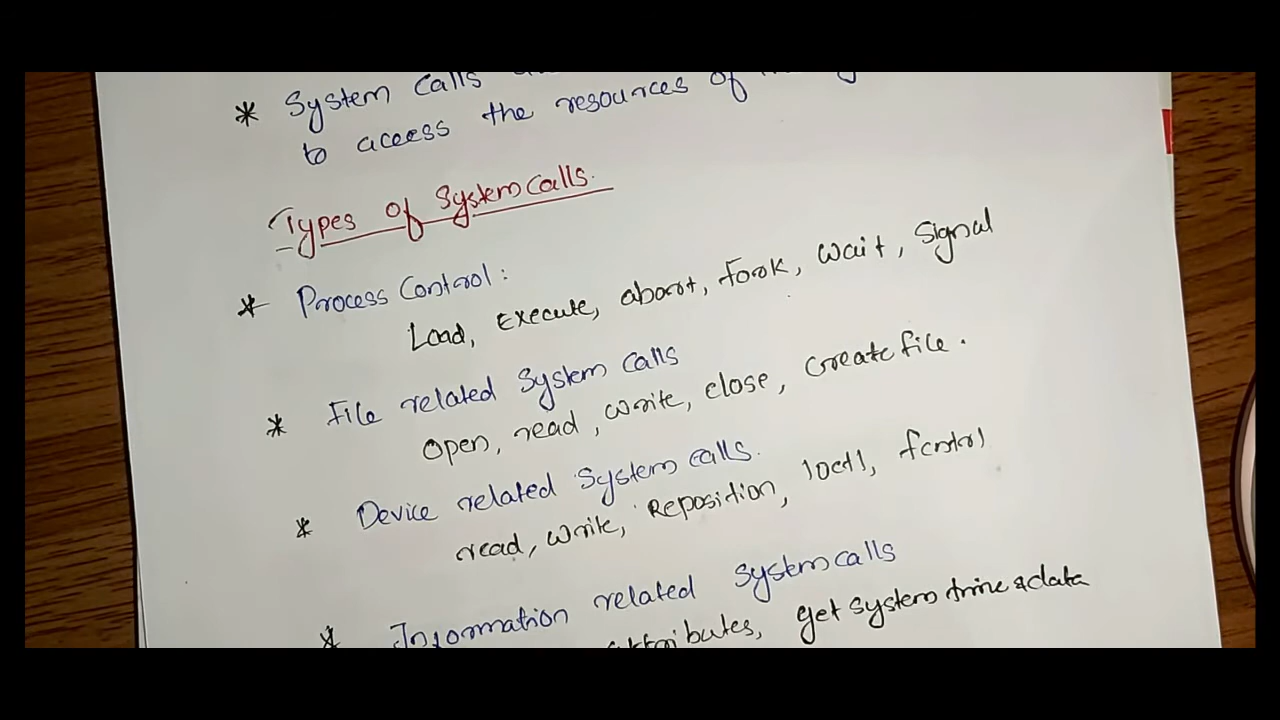 * System calls
to access the resources of
Types of System Calls.
* Process Control:
Load, Execute, abort, fork, wait, Signal
* File related System calls
Open, read, write, close, create file.
* Device related System calls.
read, write, Reposition, ioctl, fcntrl
* Information related System calls
attributes, get system time & data